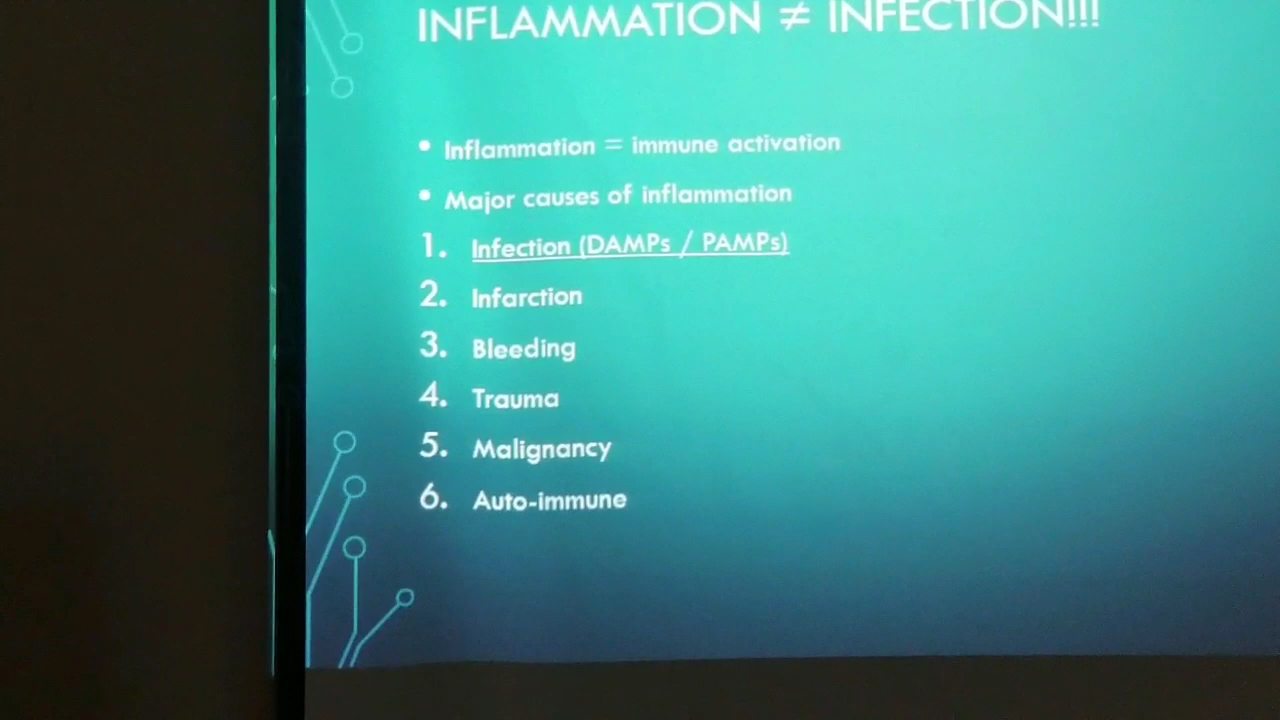 INFLAMMATION ≠ INFECTION!!!
• Inflammation = immune activation
• Major causes of inflammation
1. Infection (DAMPs / PAMPs)
2. Infarction
3. Bleeding
4. Trauma
5. Malignancy
6. Auto-immune